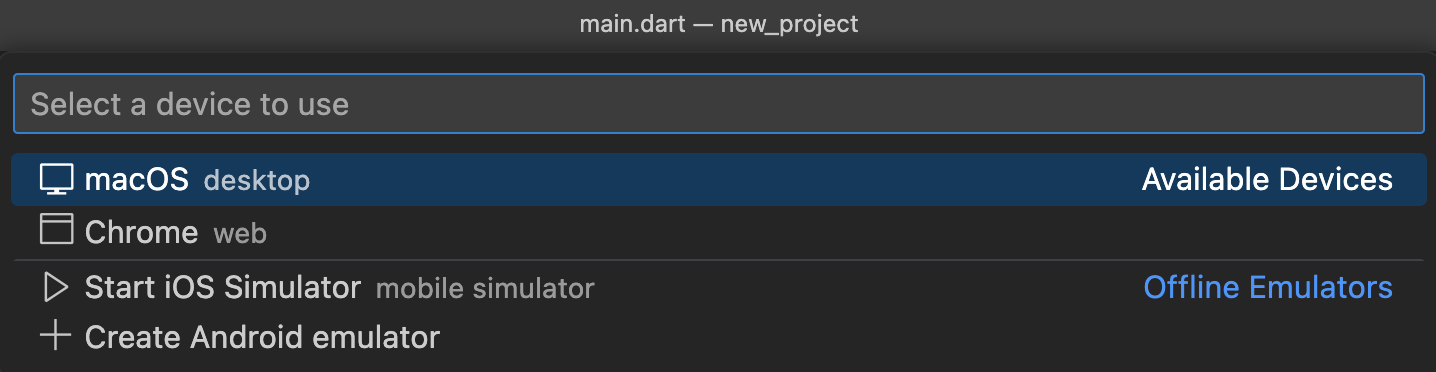 main.dart — new_project
Select a device to use
macOS desktop Available Devices
Chrome web
Start iOS Simulator mobile simulator Offline Emulators
Create Android emulator